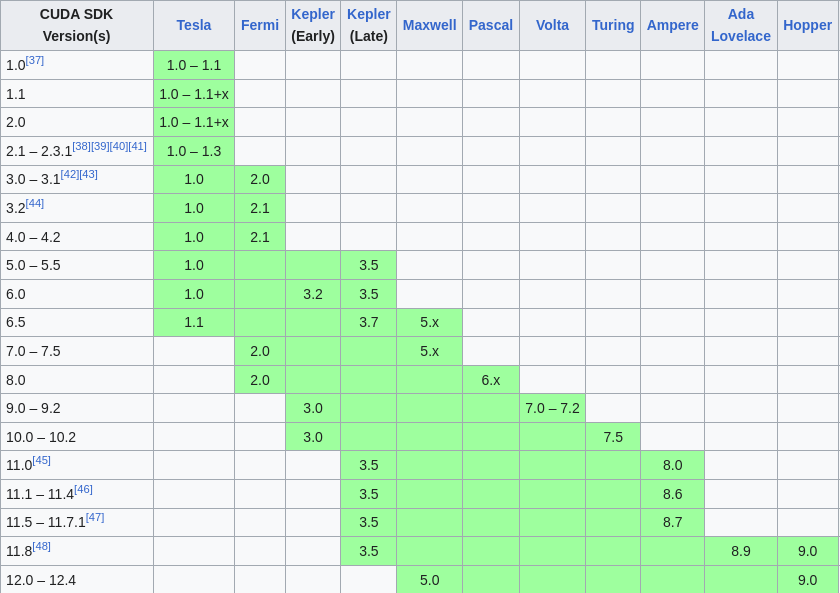 CUDA SDK Version(s) Tesla Fermi Kepler (Early) Kepler (Late) Maxwell Pascal Volta Turing Ampere Ada Lovelace Hopper
1.0[37] 1.0 – 1.1
1.1 1.0 – 1.1+x
2.0 1.0 – 1.1+x
2.1 – 2.3.1[38][39][40][41] 1.0 – 1.3
3.0 – 3.1[42][43] 1.0 2.0
3.2[44] 1.0 2.1
4.0 – 4.2 1.0 2.1
5.0 – 5.5 1.0 3.5
6.0 1.0 3.2 3.5
6.5 1.1 3.7 5.x
7.0 – 7.5 2.0 5.x
8.0 2.0 6.x
9.0 – 9.2 3.0 7.0 – 7.2
10.0 – 10.2 3.0 7.5
11.0[45] 3.5 8.0
11.1 – 11.4[46] 3.5 8.6
11.5 – 11.7.1[47] 3.5 8.7
11.8[48] 3.5 8.9 9.0
12.0 – 12.4 5.0 9.0